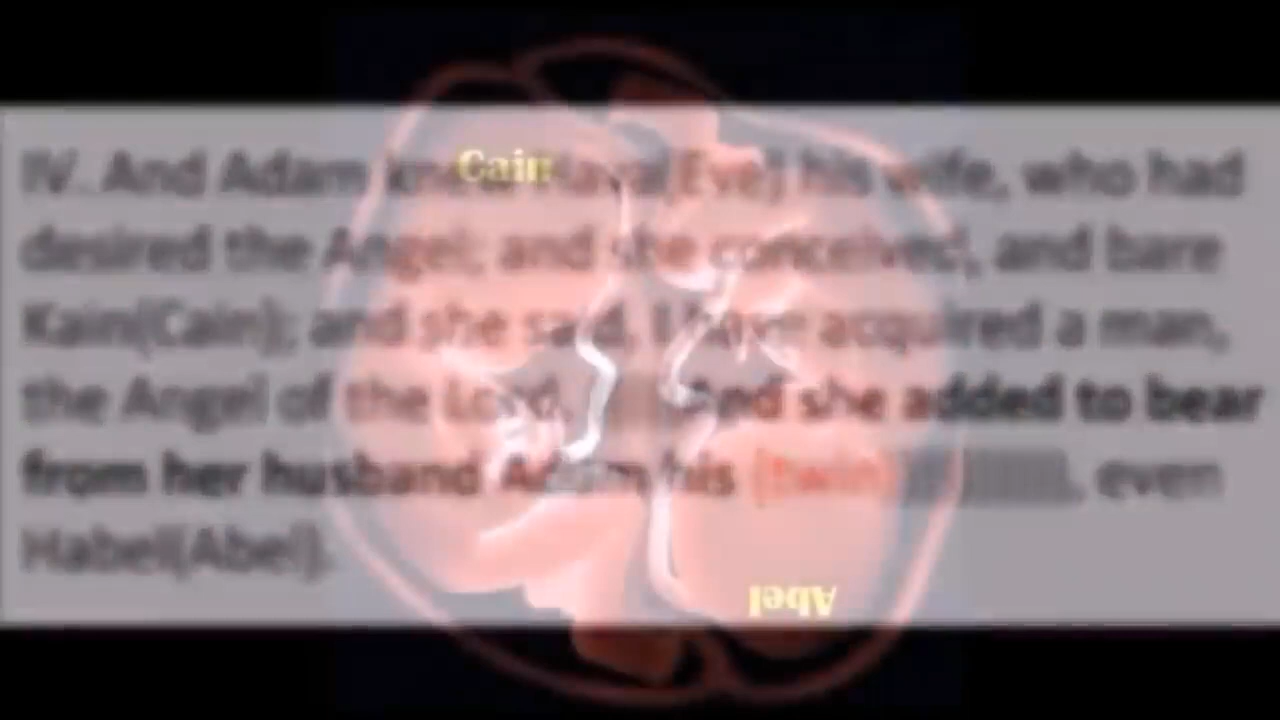 Cain
IV. And Adam knew Hava(Eve) his wife, who had
desired the Angel; and she conceived, and bare
Kain(Cain); and she said, I have acquired a man,
the Angel of the Lord. And she added to bear
from her husband Adam his (twin) , even
Habel(Abel).
Abel